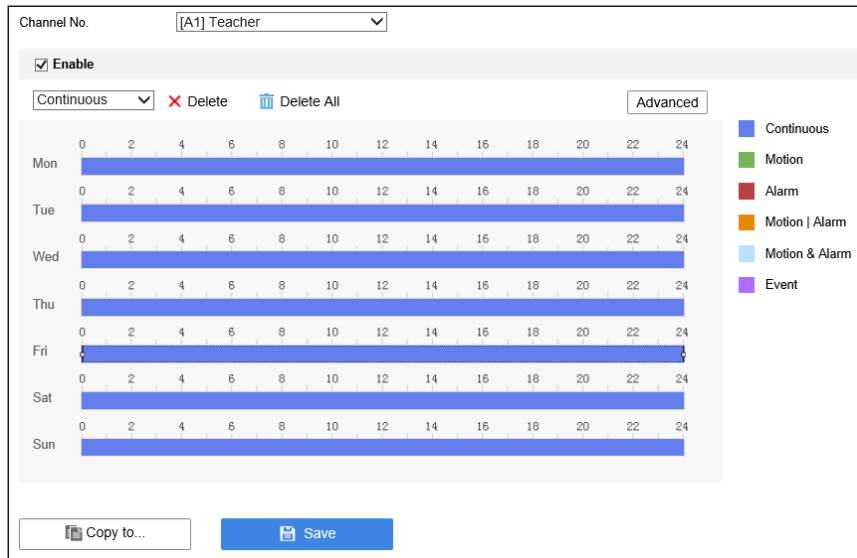 Channel No. [A1] Teacher
Enable
Continuous Delete Delete All Advanced
0 2 4 6 8 10 12 14 16 18 20 22 24
Mon
0 2 4 6 8 10 12 14 16 18 20 22 24
Tue
0 2 4 6 8 10 12 14 16 18 20 22 24
Wed
0 2 4 6 8 10 12 14 16 18 20 22 24
Thu
0 2 4 6 8 10 12 14 16 18 20 22 24
Fri
0 2 4 6 8 10 12 14 16 18 20 22 24
Sat
0 2 4 6 8 10 12 14 16 18 20 22 24
Sun
Continuous
Motion
Alarm
Motion | Alarm
Motion & Alarm
Event
Copy to... Save